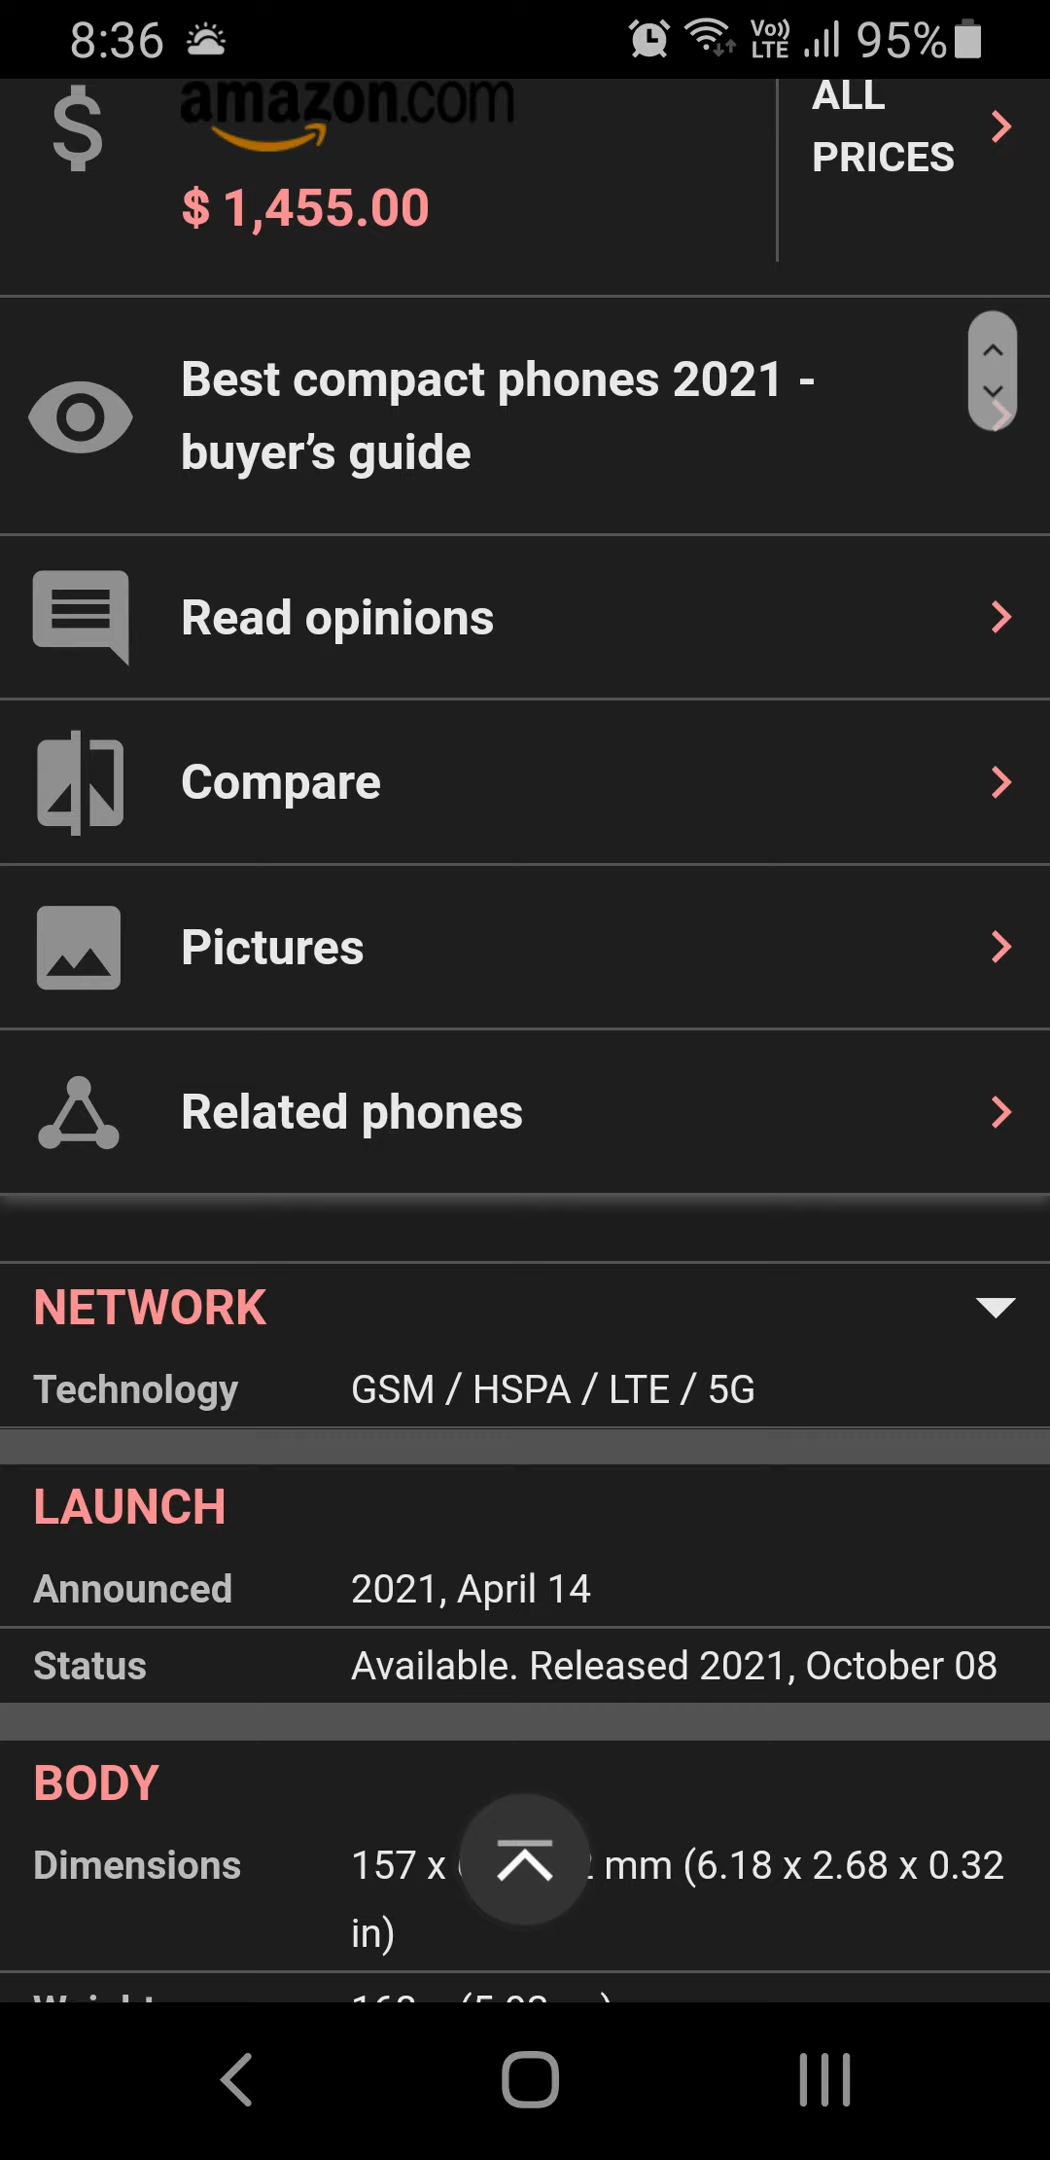 8:36 Vo)) LTE 95%
$ amazon.com
ALL
PRICES
$ 1,455.00
Best compact phones 2021 -
buyer’s guide
Read opinions
Compare
Pictures
Related phones
NETWORK
Technology GSM / HSPA / LTE / 5G
LAUNCH
Announced 2021, April 14
Status Available. Released 2021, October 08
BODY
Dimensions 157 x mm (6.18 x 2.68 x 0.32
in)